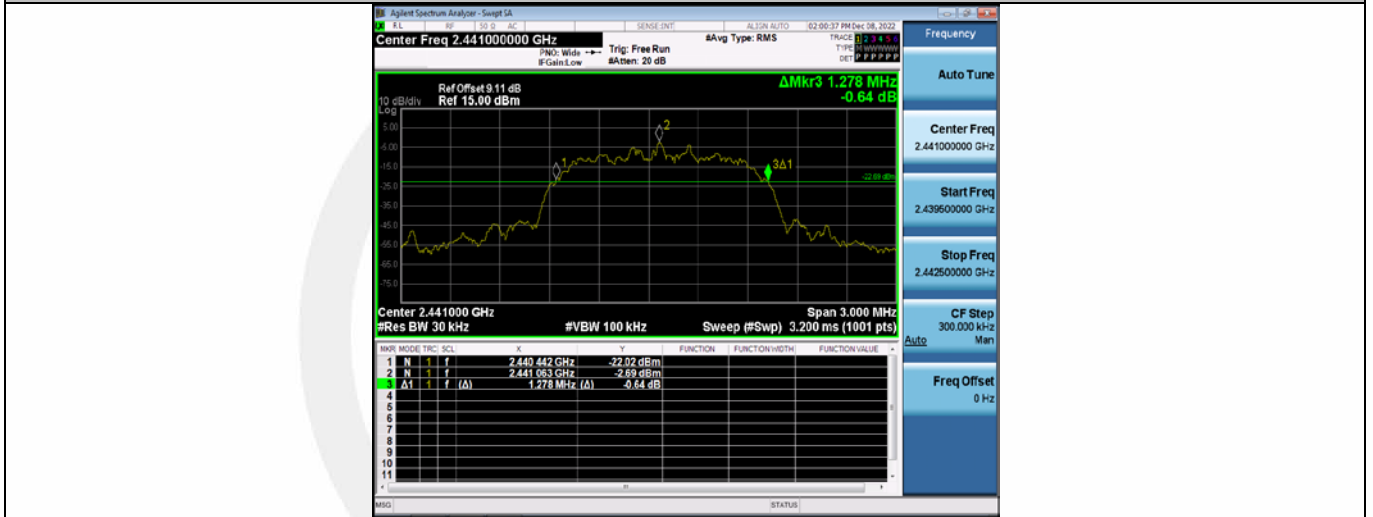 Agilent Spectrum Analyzer - Swept SA
RL RF 50 Ω AC SENSE:INT ALIGN AUTO 02:00:37 PM Dec 08, 2022
Center Freq 2.441000000 GHz
PNO: Wide
IFGain:Low
Trig: Free Run
#Atten: 20 dB
#Avg Type: RMS
TRACE 1 2 3 4 5 6
TYPE M WWWWW
DET P P P P P P
Frequency
Auto Tune
Center Freq
2.441000000 GHz
Start Freq
2.439500000 GHz
Stop Freq
2.442500000 GHz
CF Step
300.000 kHz
Auto Man
Freq Offset
0 Hz
ΔMkr3 1.278 MHz
-0.64 dB
Ref Offset 9.11 dB
10 dB/div Ref 15.00 dBm
Log
5.00
-5.00
-15.0
-25.0
-35.0
-45.0
-55.0
-65.0
-75.0
1
2
3Δ1
-22.69 dBm
Center 2.441000 GHz Span 3.000 MHz
#Res BW 30 kHz #VBW 100 kHz Sweep (#Swp) 3.200 ms (1001 pts)
MKR MODE TRC SCL X Y FUNCTION FUNCTION WIDTH FUNCTION VALUE
1 N 1 f 2.440 442 GHz -22.02 dBm
2 N 1 f 2.441 063 GHz -2.69 dBm
3 Δ1 1 f (Δ) 1.278 MHz (Δ) -0.64 dB
4
5
6
7
8
9
10
11
MSG STATUS